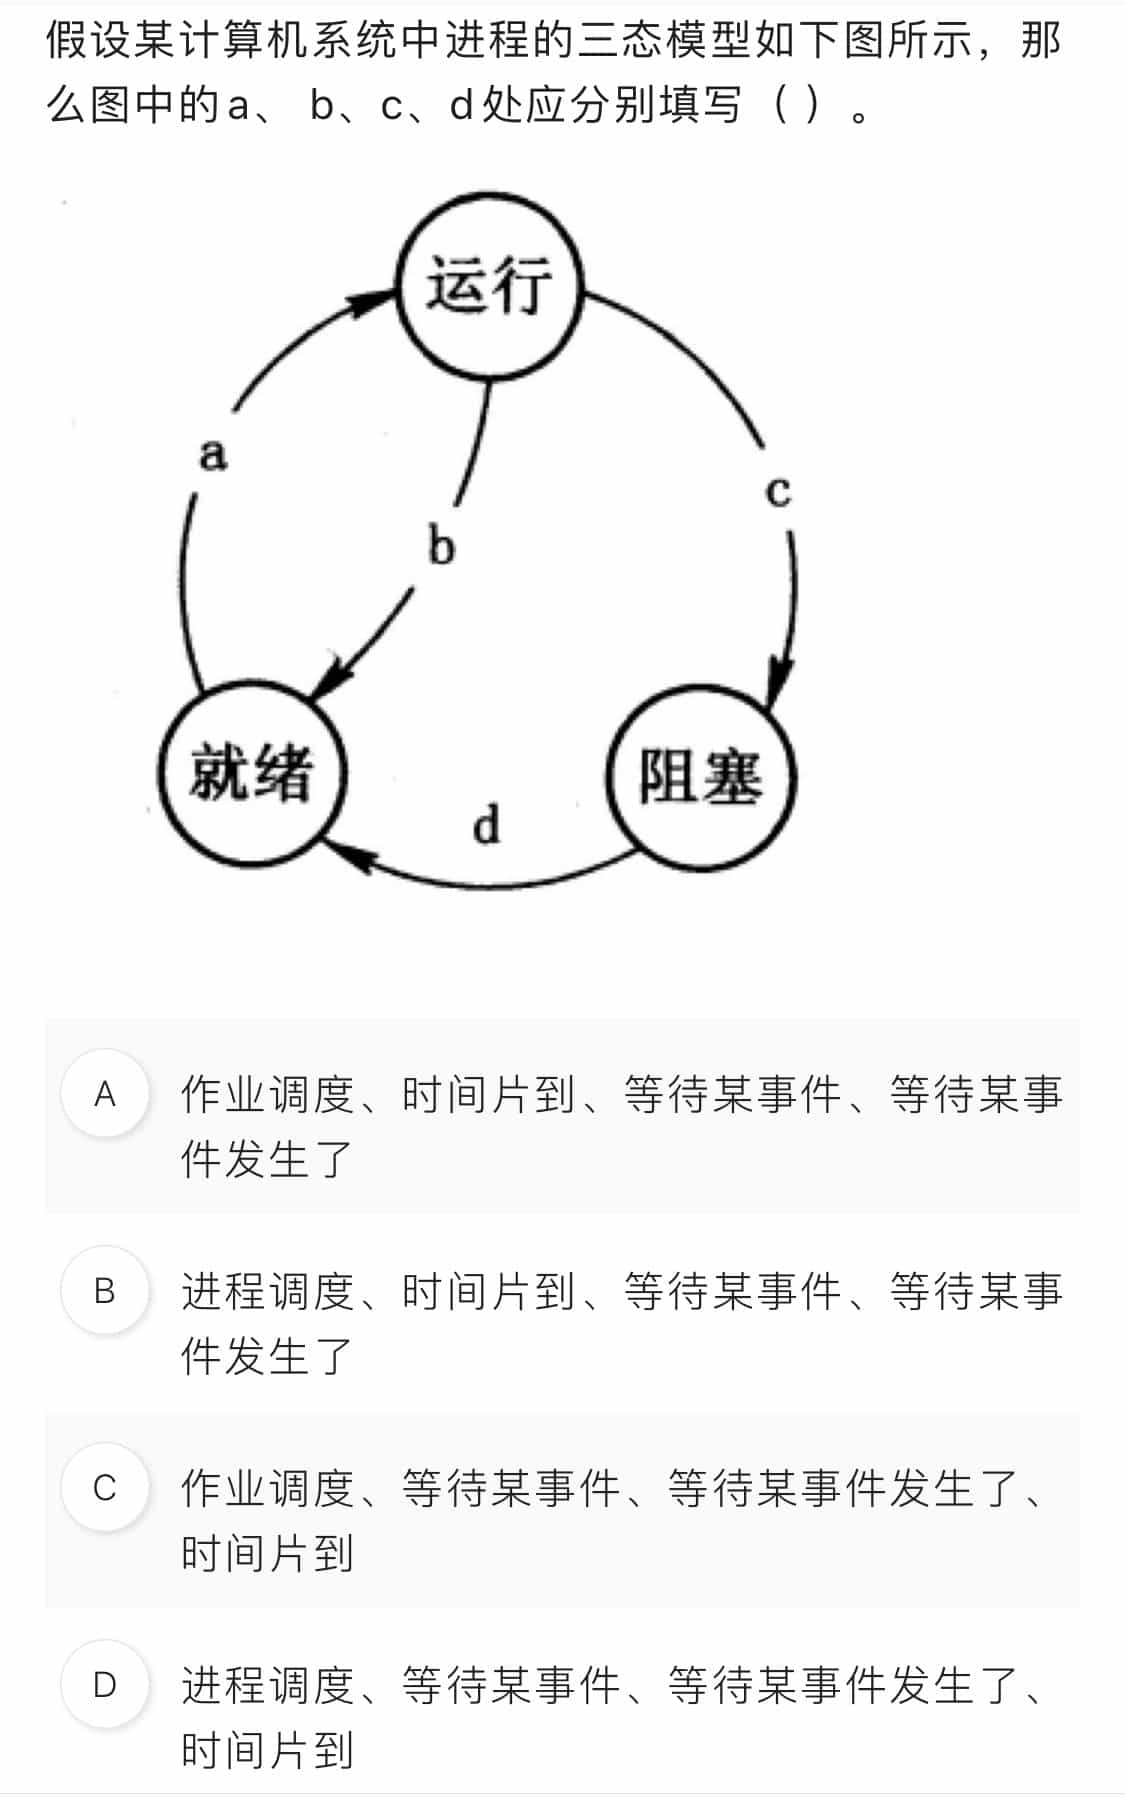 假设某计算机系统中进程的三态模型如下图所示，那
么图中的a、 b、c、d处应分别填写（ ）。
运行
a
c
b
就绪
阻塞
d
A 作业调度、时间片到、等待某事件、等待某事
件发生了
B 进程调度、时间片到、等待某事件、等待某事
件发生了
C 作业调度、等待某事件、等待某事件发生了、
时间片到
D 进程调度、等待某事件、等待某事件发生了、
时间片到